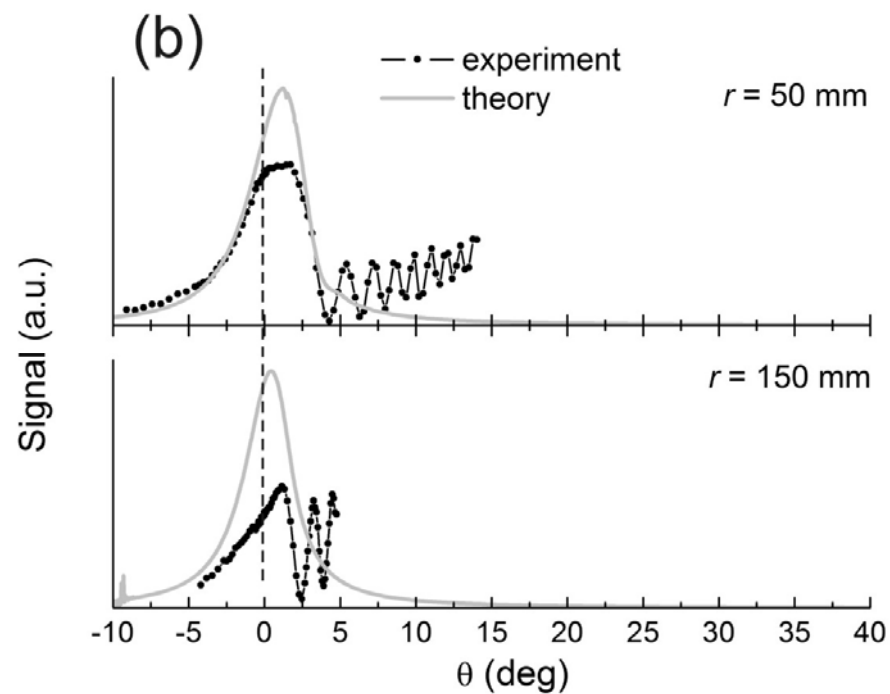 (b)
experiment
theory
r = 50 mm
r = 150 mm
Signal (a.u.)
-10 -5 0 5 10 15 20 25 30 35 40
θ (deg)